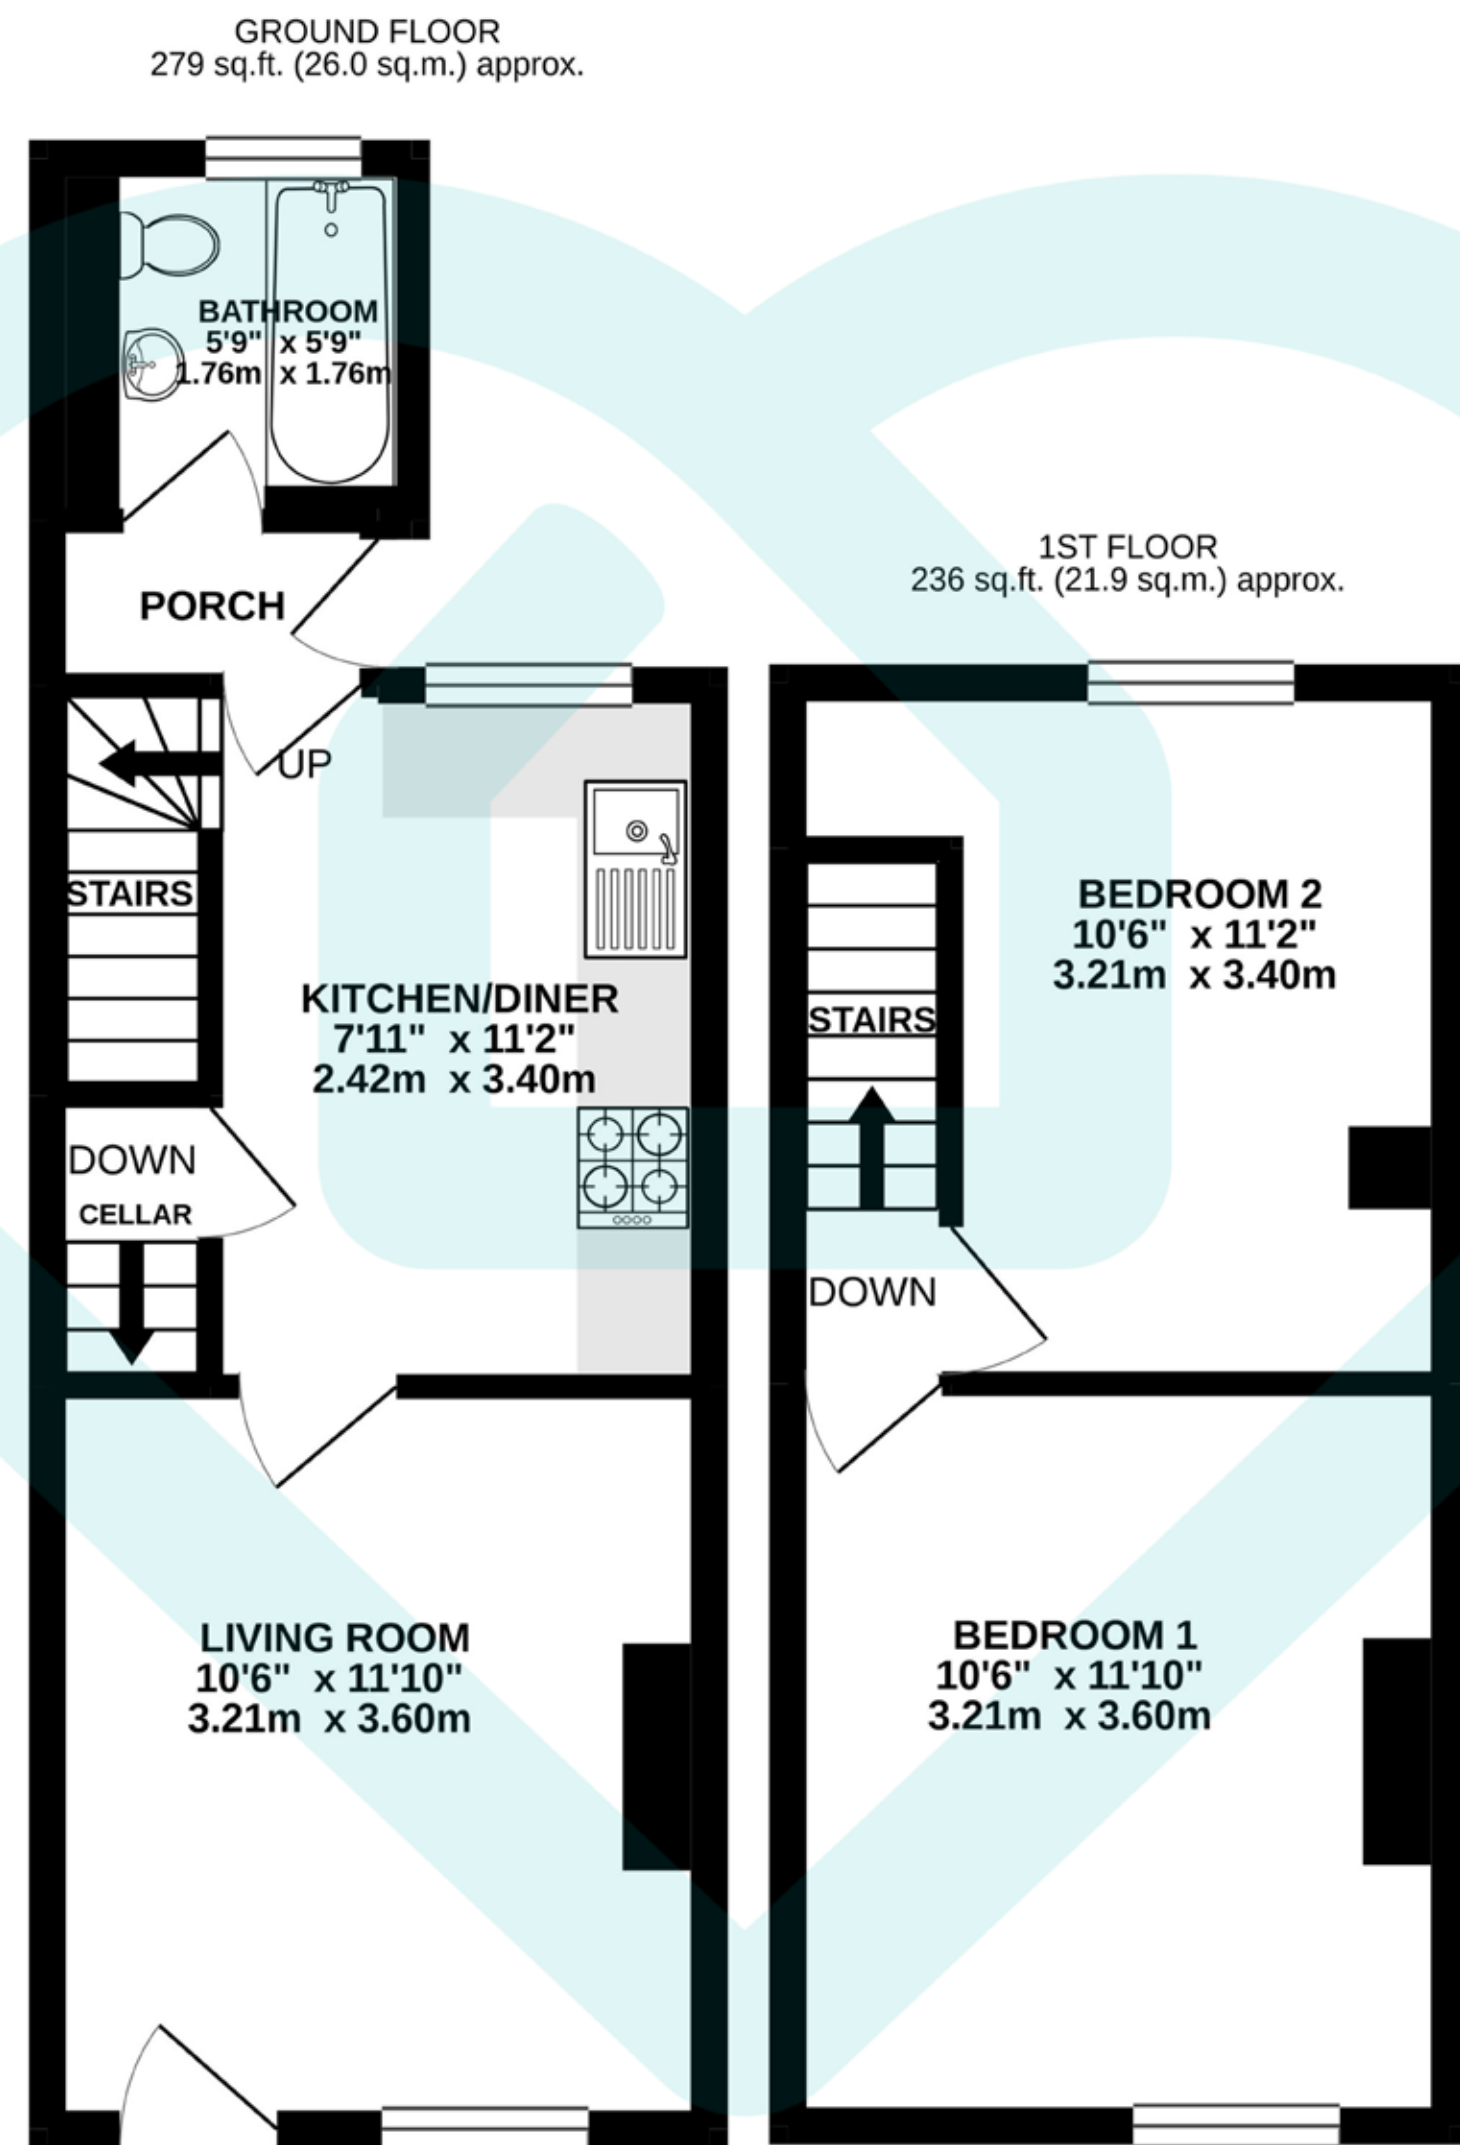 GROUND FLOOR
279 sq.ft. (26.0 sq.m.) approx.
BATHROOM
5'9" x 5'9"
1.76m x 1.76m
PORCH
UP
STAIRS
KITCHEN/DINER
7'11" x 11'2"
2.42m x 3.40m
DOWN
CELLAR
LIVING ROOM
10'6" x 11'10"
3.21m x 3.60m
1ST FLOOR
236 sq.ft. (21.9 sq.m.) approx.
BEDROOM 2
10'6" x 11'2"
3.21m x 3.40m
STAIRS
DOWN
BEDROOM 1
10'6" x 11'10"
3.21m x 3.60m